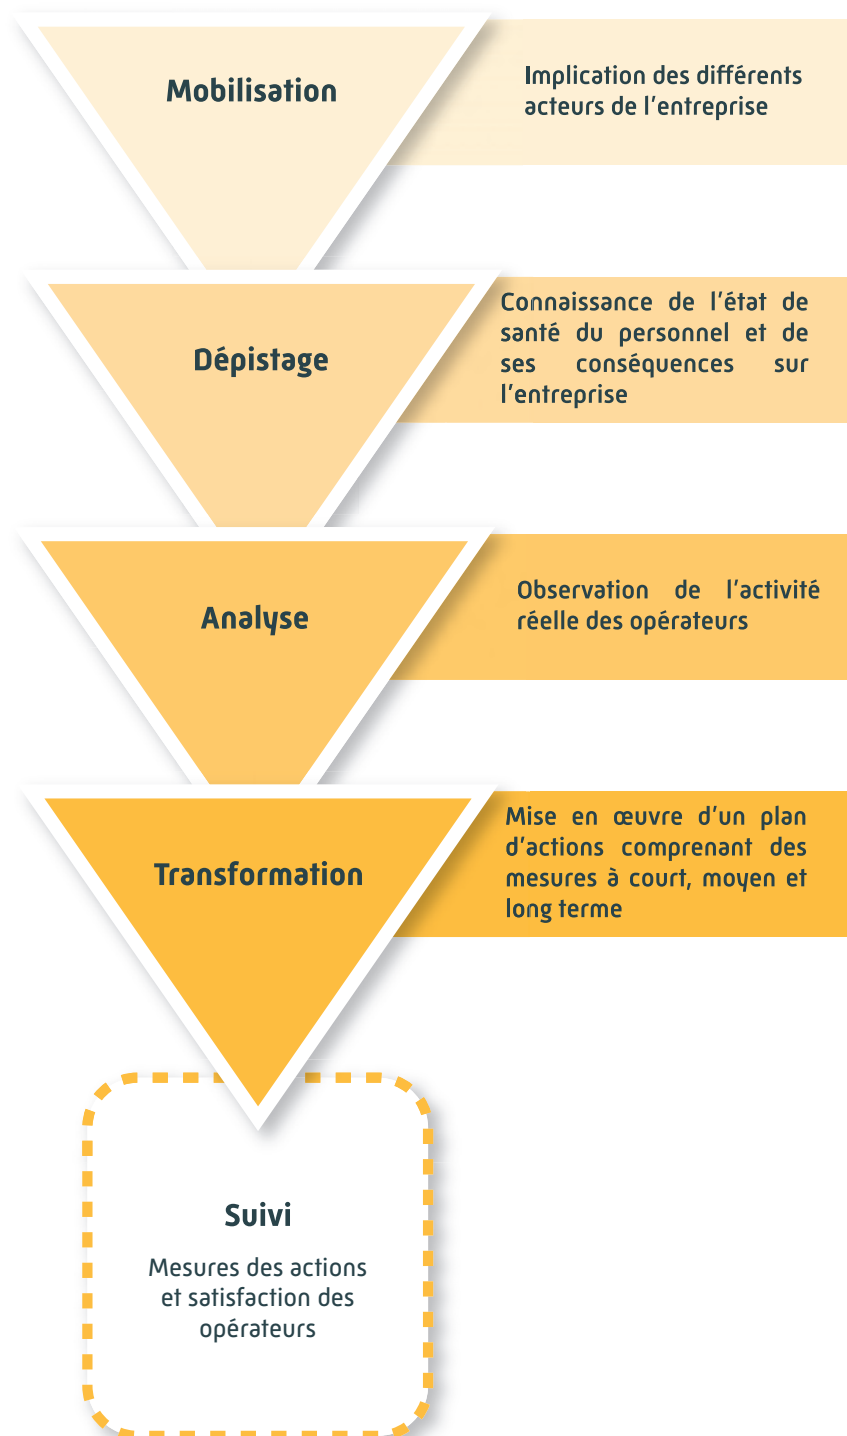 Mobilisation
Implication des différents
acteurs de l'entreprise
Dépistage
Connaissance de l'état de
santé du personnel et de
ses conséquences sur
l'entreprise
Analyse
Observation de l'activité
réelle des opérateurs
Transformation
Mise en œuvre d'un plan
d'actions comprenant des
mesures à court, moyen et
long terme
Suivi
Mesures des actions
et satisfaction des
opérateurs